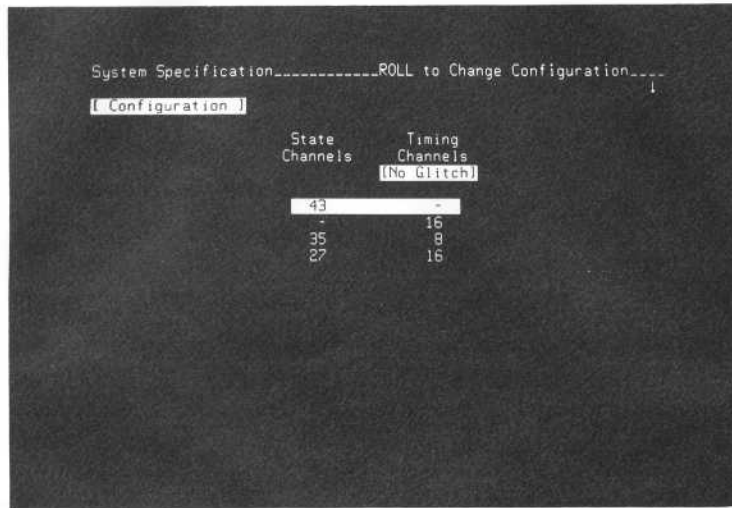 System Specification____________ROLL to Change Configuration____
↓
[ Configuration ]
State Timing
Channels Channels
[No Glitch]
43 -
- 16
35 8
27 16